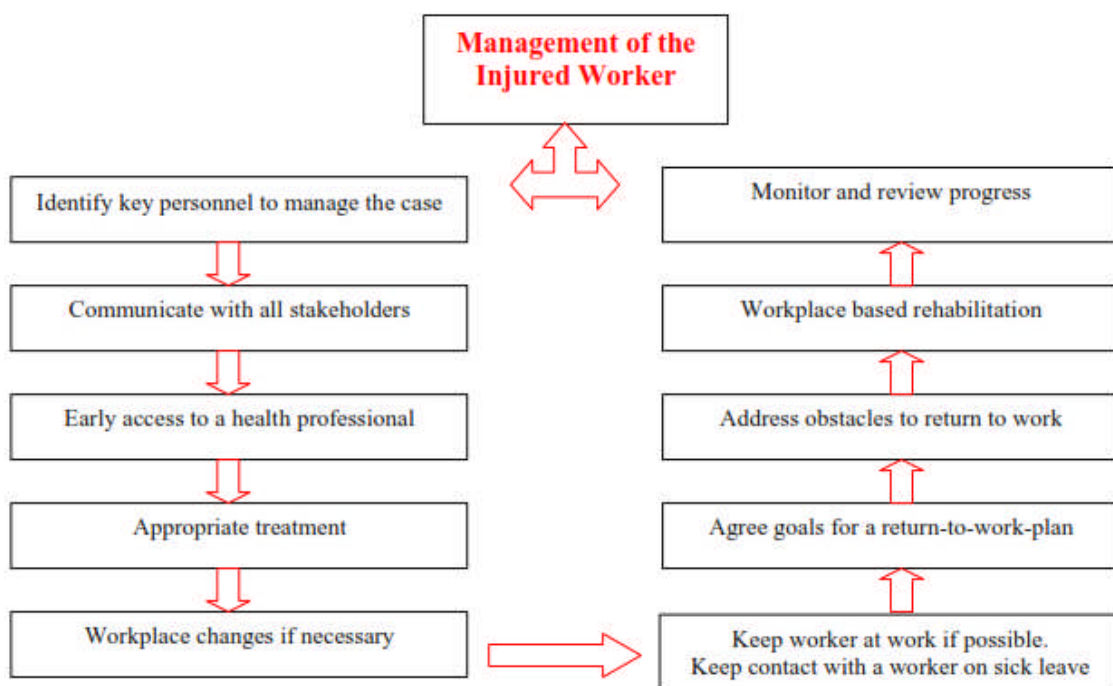 Management of the
Injured Worker
Identify key personnel to manage the case
Communicate with all stakeholders
Early access to a health professional
Appropriate treatment
Workplace changes if necessary
Keep worker at work if possible.
Keep contact with a worker on sick leave
Agree goals for a return-to-work-plan
Address obstacles to return to work
Workplace based rehabilitation
Monitor and review progress